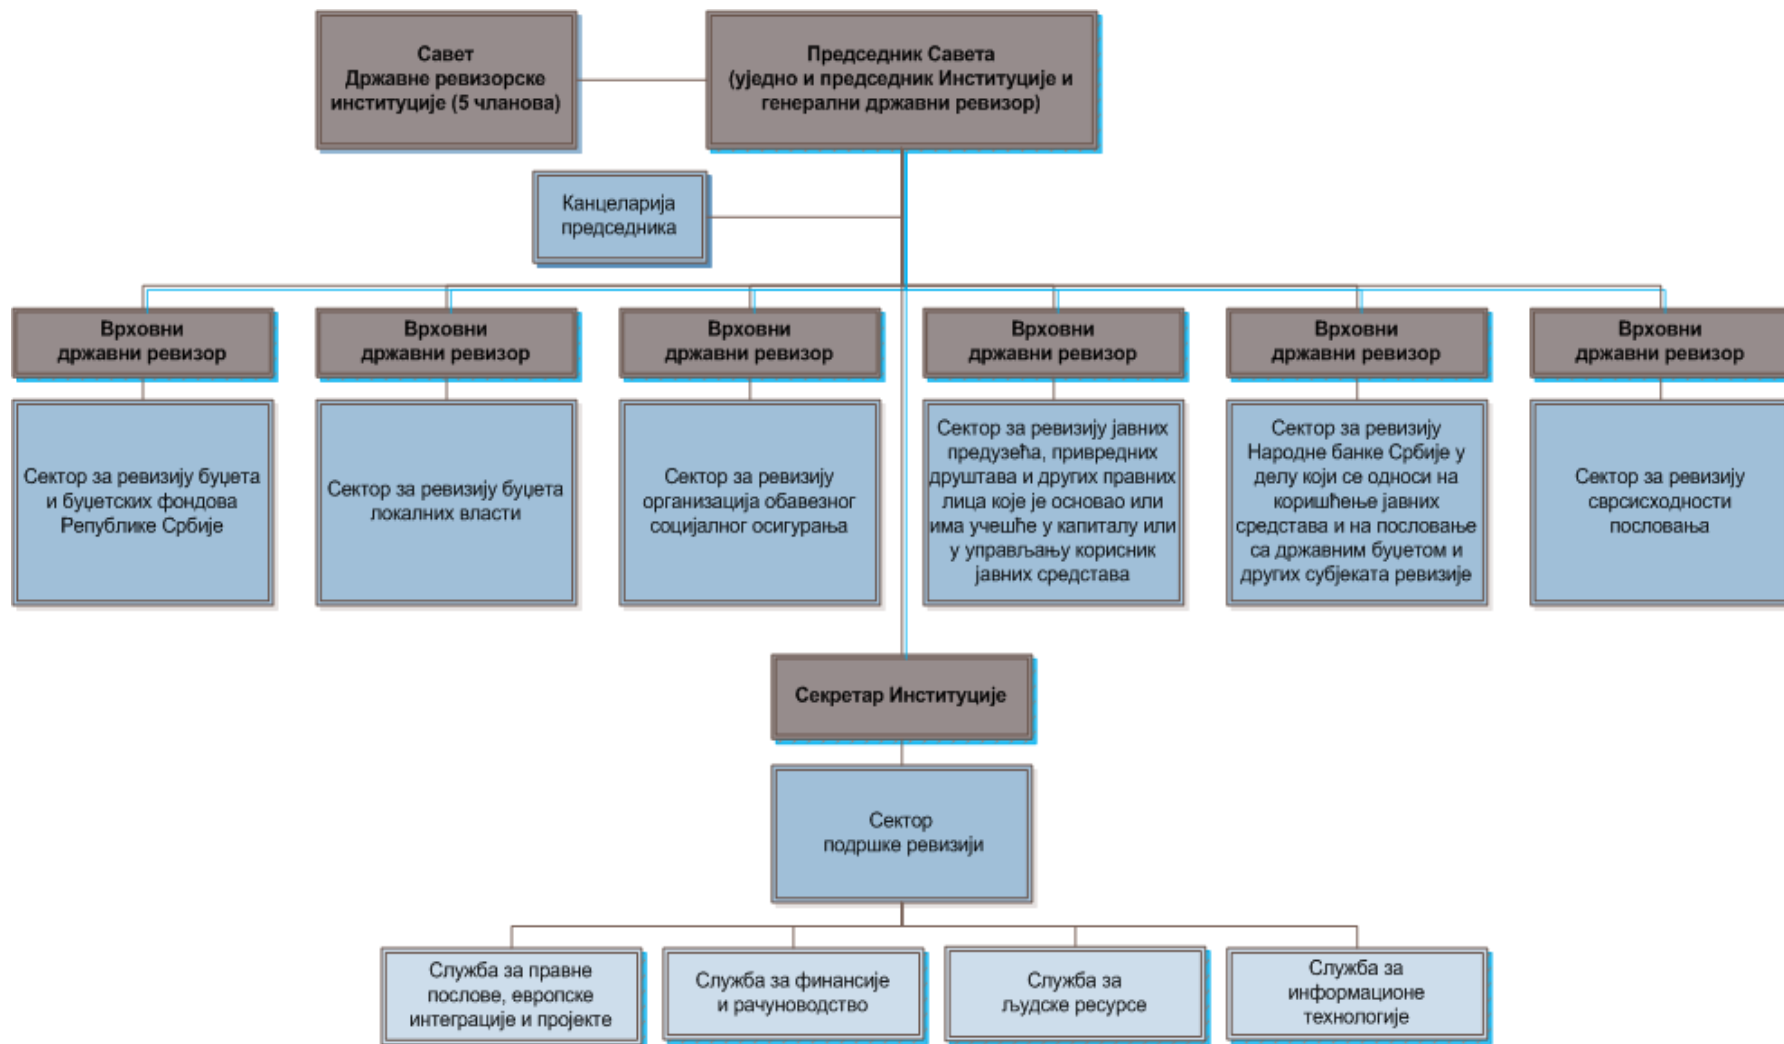 Савет
Државне ревизорске
институције (5 чланова)
Председник Савета
(уједно и председник Институције и
генерални државни ревизор)
Канцеларија
председника
Врховни
државни ревизор
Врховни
државни ревизор
Врховни
државни ревизор
Врховни
државни ревизор
Врховни
државни ревизор
Врховни
државни ревизор
Сектор за ревизију буџета
и буџетских фондова
Републике Србије
Сектор за ревизију буџета
локалних власти
Сектор за ревизију
организација обавезног
социјалног осигурања
Сектор за ревизију јавних
предузећа, привредних
друштава и других правних
лица које је основао или
има учешће у капиталу или
у управљању корисник
јавних средстава
Сектор за ревизију
Народне банке Србије у
делу који се односи на
коришћење јавних
средстава и на пословање
са државним буџетом и
других субјеката ревизије
Сектор за ревизију
сврсисходности
пословања
Секретар Институције
Сектор
подршке ревизији
Служба за правне
послове, европске
интеграције и пројекте
Служба за финансије
и рачуноводство
Служба за
људске ресурсе
Служба за
информационе
технологије